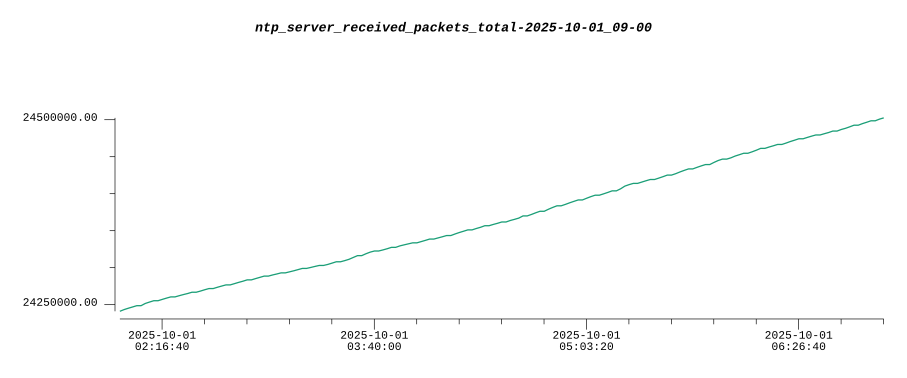 ntp_server_received_packets_total-2025-10-01_09-00
24500000.00
24250000.00
2025-10-01 2025-10-01 2025-10-01 2025-10-01
02:16:40 03:40:00 05:03:20 06:26:40